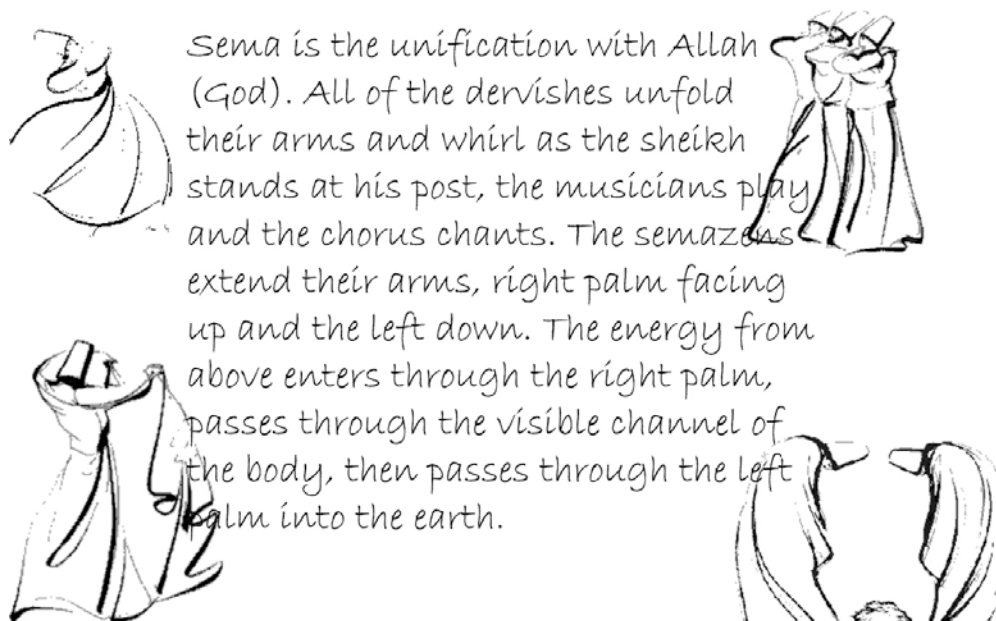 Sema is the unification with Allah
(God). All of the dervishes unfold
their arms and whirl as the sheikh
stands at his post, the musicians play
and the chorus chants. The semazens
extend their arms, right palm facing
up and the left down. The energy from
above enters through the right palm,
passes through the visible channel of
the body, then passes through the left
palm into the earth.